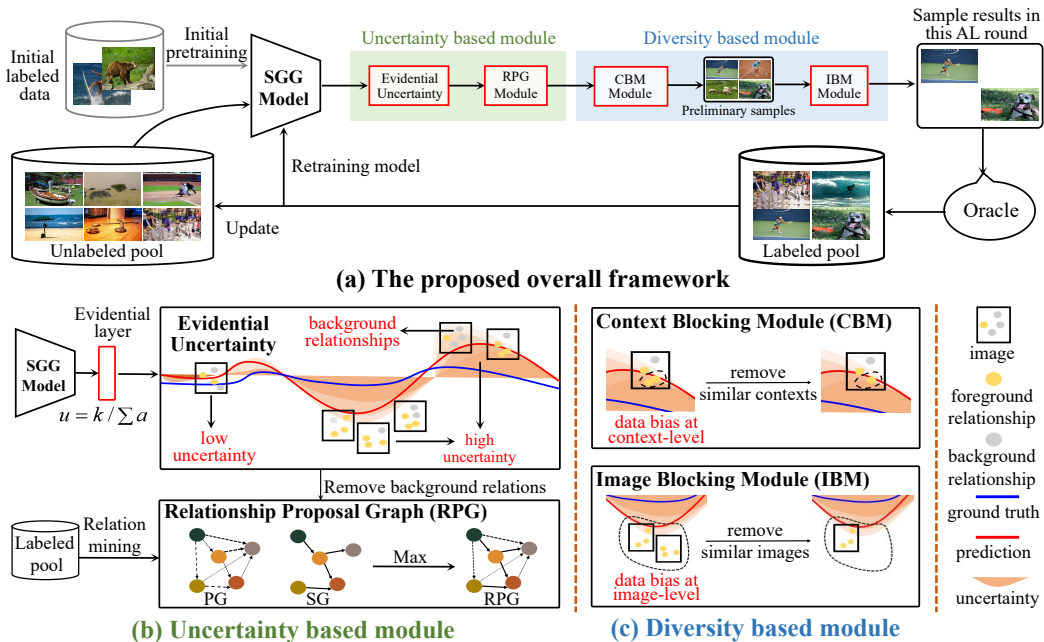 Initial labeled data
Initial pretraining
SGG Model
Uncertainty based module
Evidential Uncertainty
RPG Module
Diversity based module
CBM Module
Preliminary samples
IBM Module
Sample results in this AL round
Retraining model
Update
Unlabeled pool
Labeled pool
Oracle
(a) The proposed overall framework
Evidential layer
SGG Model
u = k / ∑ a
Evidential Uncertainty
background relationships
low uncertainty
high uncertainty
Remove background relations
Labeled pool
Relation mining
Relationship Proposal Graph (RPG)
PG
SG
Max
RPG
(b) Uncertainty based module
Context Blocking Module (CBM)
remove similar contexts
data bias at context-level
Image Blocking Module (IBM)
remove similar images
data bias at image-level
(c) Diversity based module
image
foreground relationship
background relationship
ground truth
prediction
uncertainty